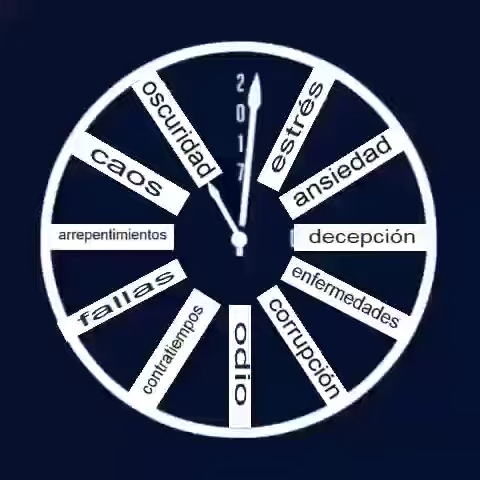 2017
estrés
ansiedad
decepción
enfermedades
corrupción
odio
contratiempos
fallas
arrepentimientos
caos
oscuridad